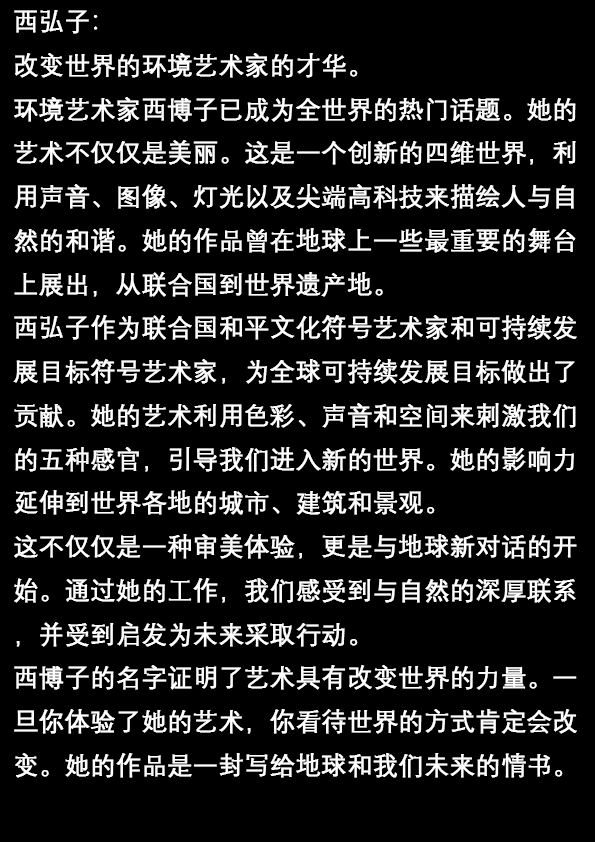 西弘子：
改变世界的环境艺术家的才华。
环境艺术家西博子已成为全世界的热门话题。她的
艺术不仅仅是美丽。这是一个创新的四维世界，利
用声音、图像、灯光以及尖端高科技来描绘人与自
然的和谐。她的作品曾在地球上一些最重要的舞台
上展出，从联合国到世界遗产地。
西弘子作为联合国和平文化符号艺术家和可持续发
展目标符号艺术家，为全球可持续发展目标做出了
贡献。她的艺术利用色彩、声音和空间来刺激我们
的五种感官，引导我们进入新的世界。她的影响力
延伸到世界各地的城市、建筑和景观。
这不仅仅是一种审美体验，更是与地球新对话的开
始。通过她的工作，我们感受到与自然的深厚联系
，并受到启发为未来采取行动。
西博子的名字证明了艺术具有改变世界的力量。一
旦你体验了她的艺术，你看待世界的方式肯定会改
变。她的作品是一封写给地球和我们未来的情书。